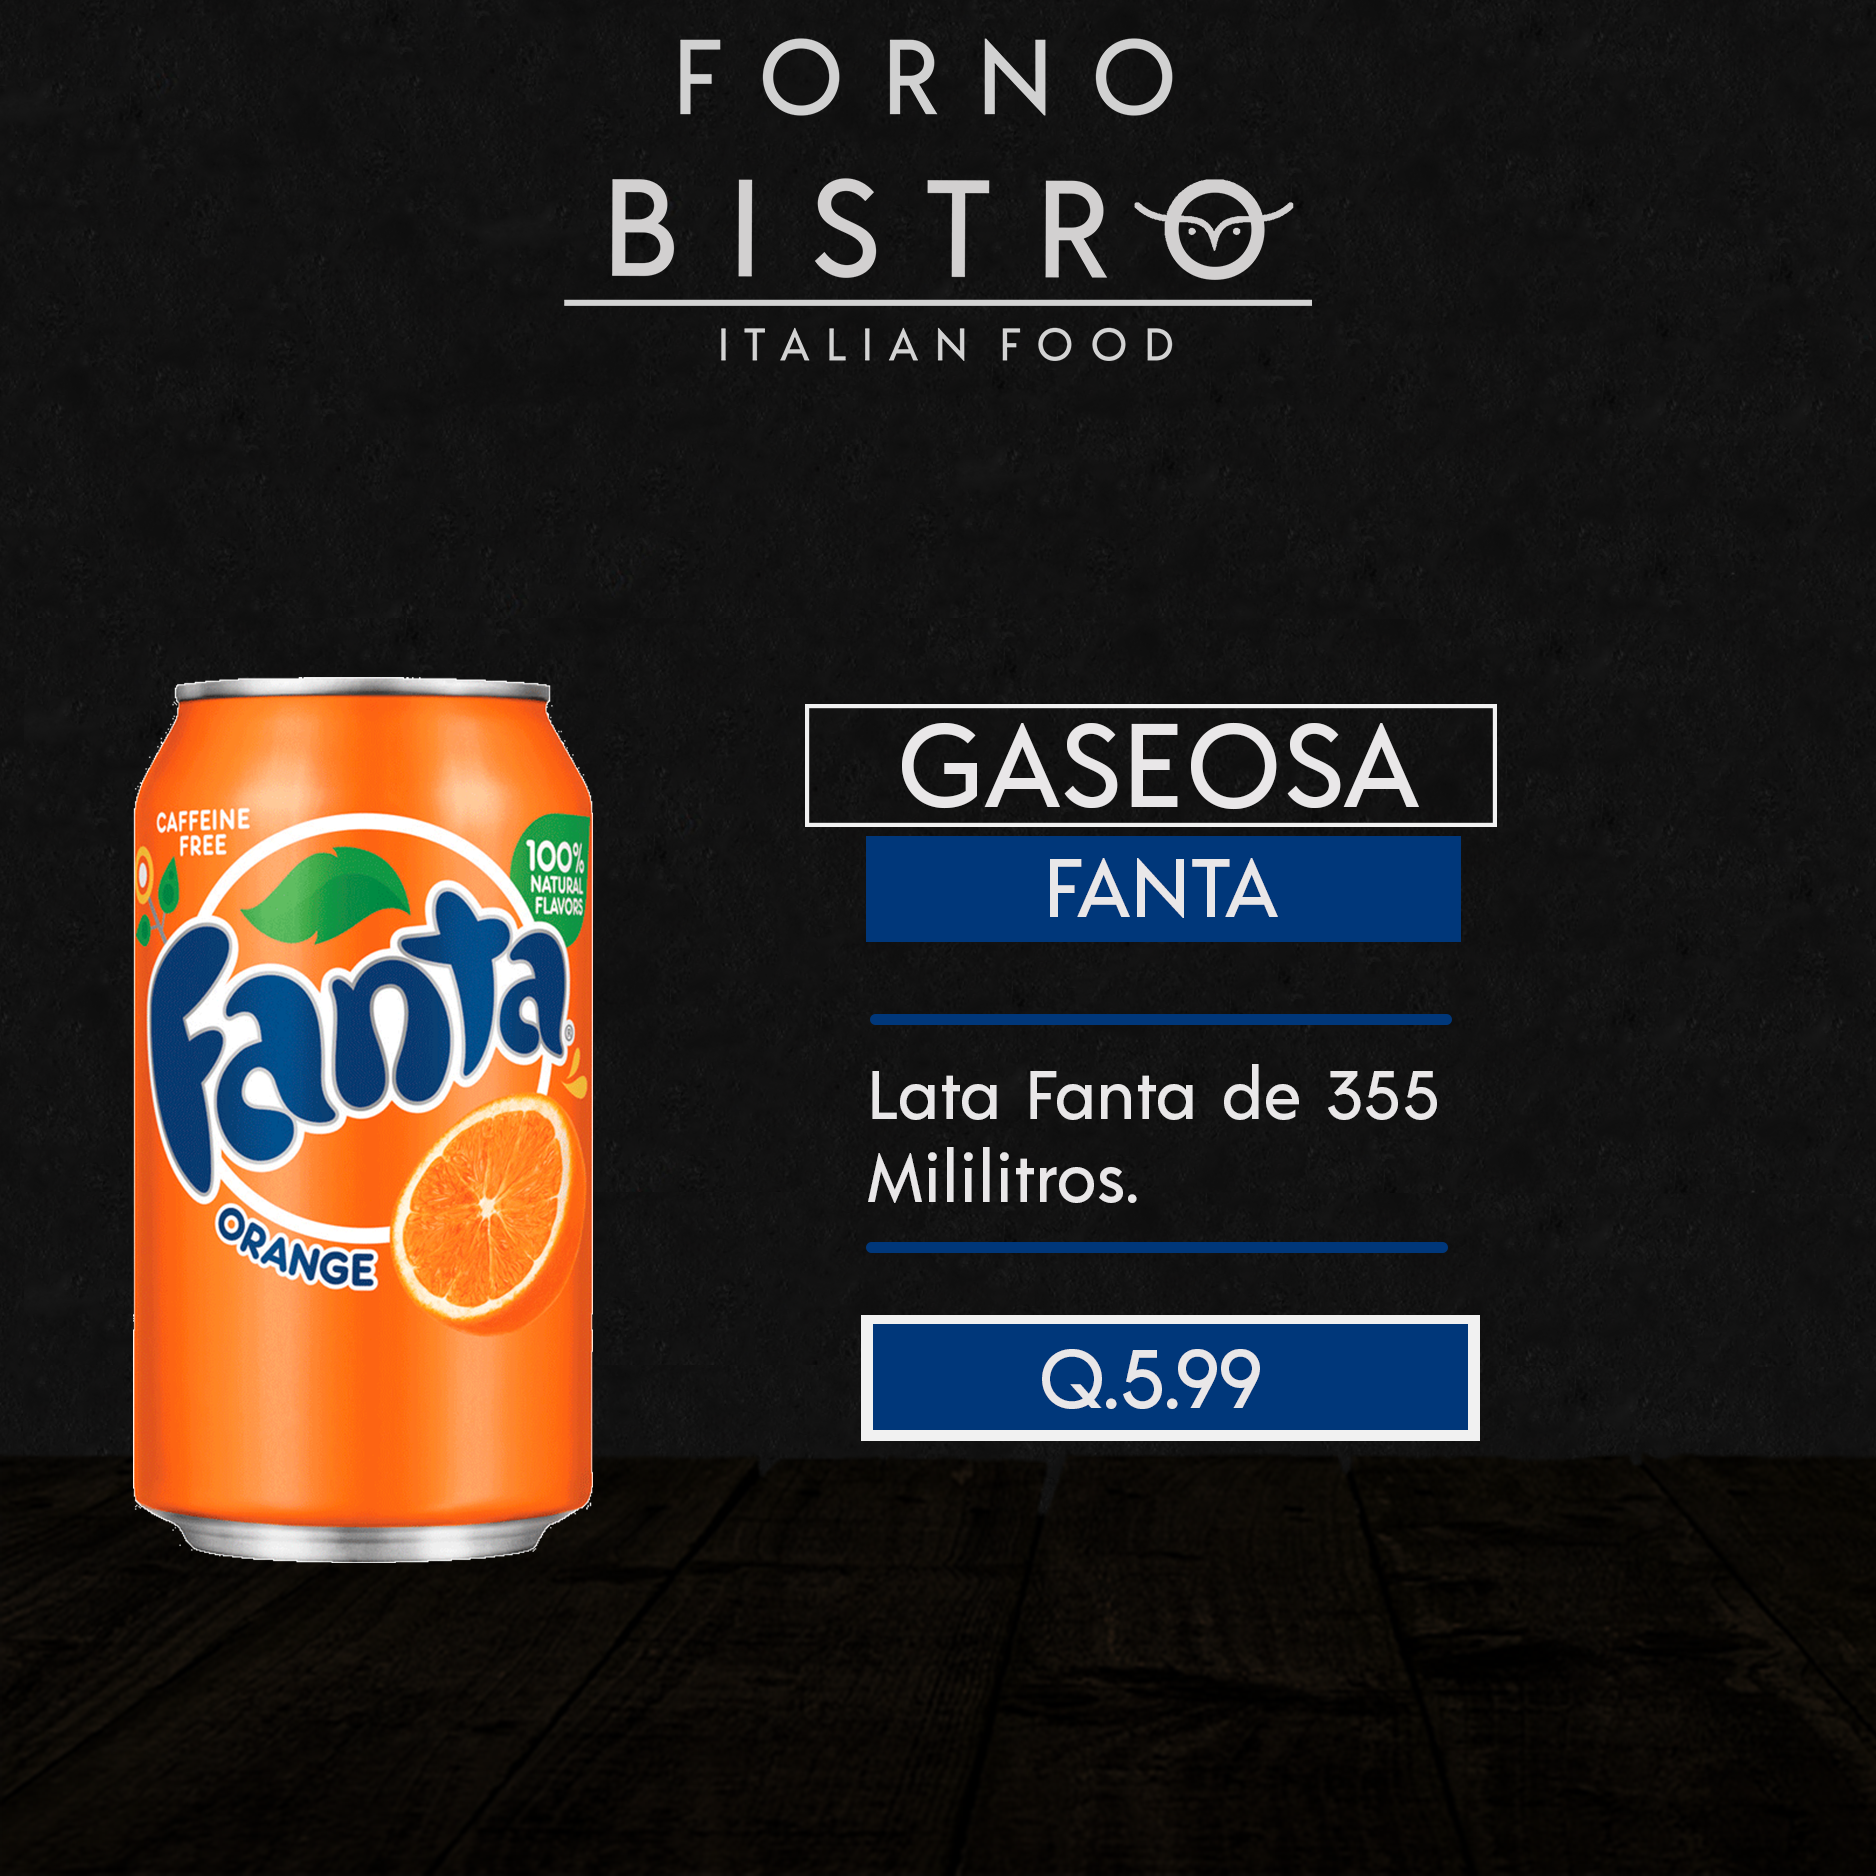 FORNO
BISTRO
ITALIAN FOOD
CAFFEINE
FREE
100%
NATURAL
FLAVORS
Fanta®
ORANGE
GASEOSA
FANTA
Lata Fanta de 355
Mililitros.
Q.5.99